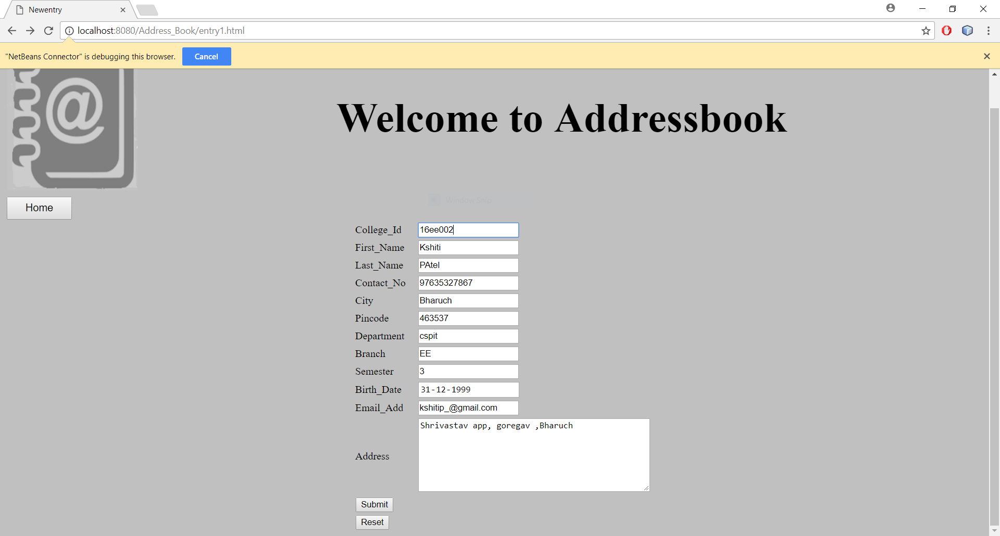 Newentry
localhost:8080/Address_Book/entry1.html
"NetBeans Connector" is debugging this browser. Cancel
@
Welcome to Addressbook
Home
Window Snip
College_Id 16ee002
First_Name Kshiti
Last_Name PAtel
Contact_No 97635327867
City Bharuch
Pincode 463537
Department cspit
Branch EE
Semester 3
Birth_Date 31-12-1999
Email_Add kshitip_@gmail.com
Shrivastav app, goregav ,Bharuch
Address
Submit
Reset